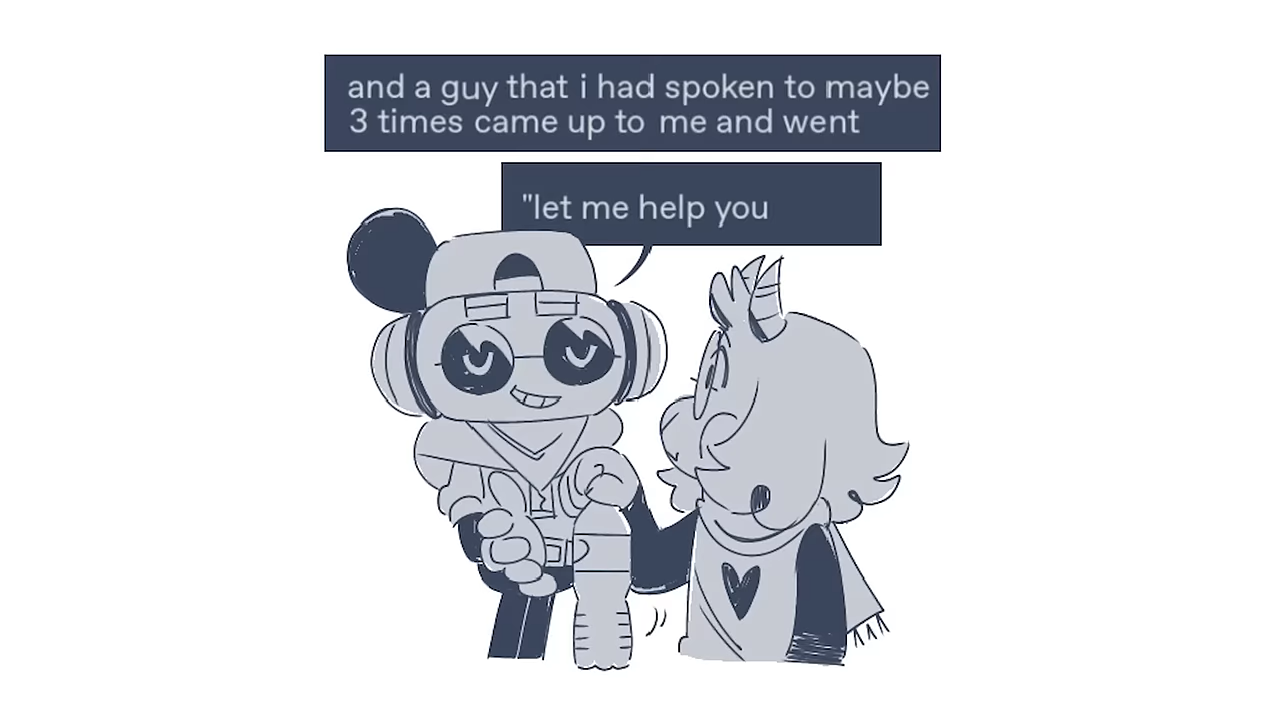 and a guy that i had spoken to maybe
3 times came up to me and went
"let me help you